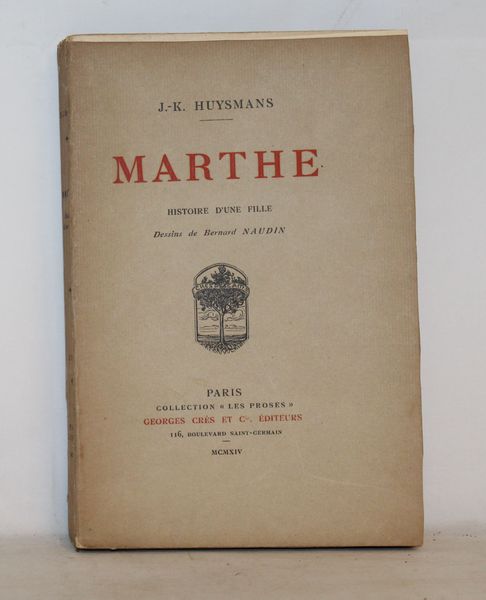 J.-K. HUYSMANS
MARTHE
HISTOIRE D'UNE FILLE
Dessins de Bernard NAUDIN
PARIS
COLLECTION « LES PROSES »
GEORGES CRÈS ET Cie, ÉDITEURS
116, BOULEVARD SAINT-GERMAIN
MCMXIV